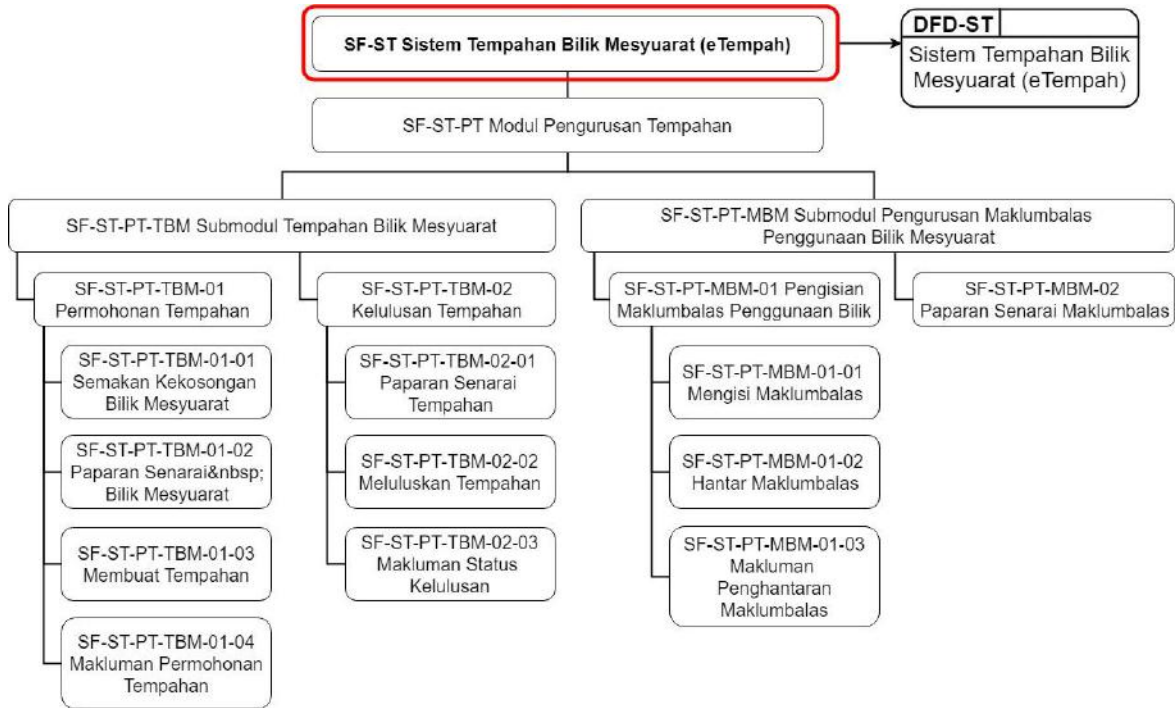 SF-ST Sistem Tempahan Bilik Mesyuarat (eTempah)
DFD-ST
Sistem Tempahan Bilik
Mesyuarat (eTempah)
SF-ST-PT Modul Pengurusan Tempahan
SF-ST-PT-TBM Submodul Tempahan Bilik Mesyuarat
SF-ST-PT-MBM Submodul Pengurusan Maklumbalas
Penggunaan Bilik Mesyuarat
SF-ST-PT-TBM-01
Permohonan Tempahan
SF-ST-PT-TBM-02
Kelulusan Tempahan
SF-ST-PT-MBM-01 Pengisian
Maklumbalas Penggunaan Bilik
SF-ST-PT-MBM-02
Paparan Senarai Maklumbalas
SF-ST-PT-TBM-01-01
Semakan Kekosongan
Bilik Mesyuarat
SF-ST-PT-TBM-02-01
Paparan Senarai
Tempahan
SF-ST-PT-MBM-01-01
Mengisi Maklumbalas
SF-ST-PT-TBM-01-02
Paparan Senarai&nbsp;
Bilik Mesyuarat
SF-ST-PT-TBM-02-02
Meluluskan Tempahan
SF-ST-PT-MBM-01-02
Hantar Maklumbalas
SF-ST-PT-TBM-01-03
Membuat Tempahan
SF-ST-PT-TBM-02-03
Makluman Status
Kelulusan
SF-ST-PT-MBM-01-03
Makluman
Penghantaran
Maklumbalas
SF-ST-PT-TBM-01-04
Makluman Permohonan
Tempahan